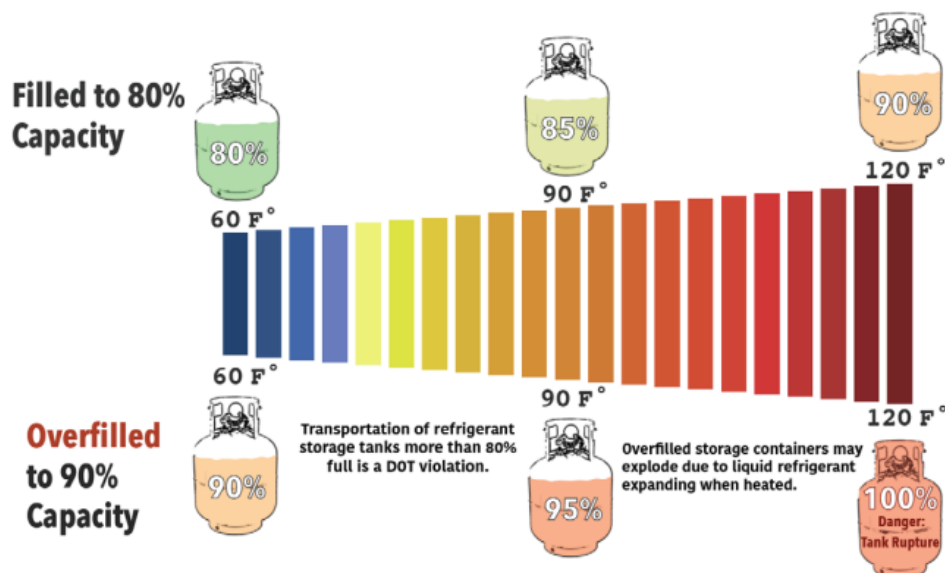 Filled to 80%
Capacity
80%
85%
90%
60 F°
90 F°
120 F°
60 F°
90 F°
120 F°
Overfilled
to 90%
Capacity
90%
Transportation of refrigerant
storage tanks more than 80%
full is a DOT violation.
95%
Overfilled storage containers may
explode due to liquid refrigerant
expanding when heated.
100%
Danger:
Tank Rupture